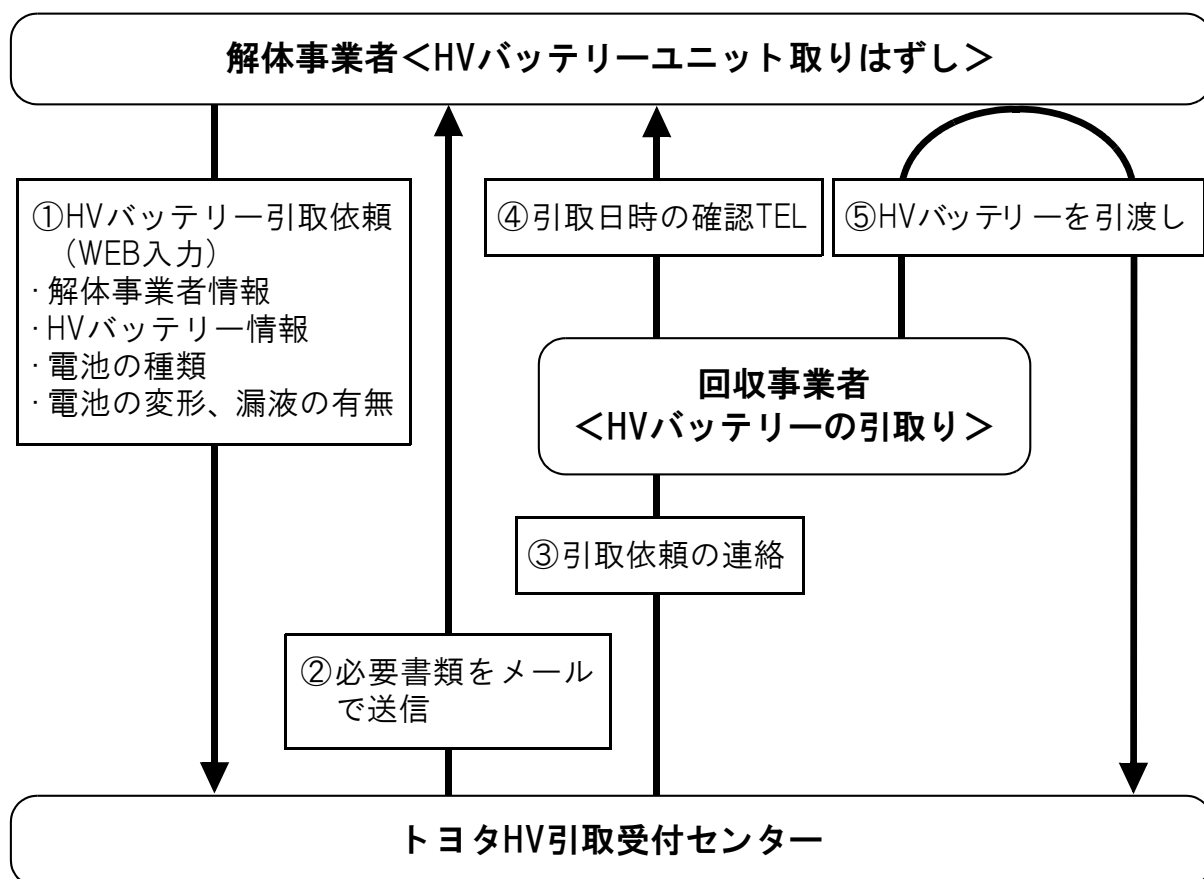 解体事業者＜HVバッテリーユニット取りはずし＞
①HVバッテリー引取依頼
（WEB入力）
・解体事業者情報
・HVバッテリー情報
・電池の種類
・電池の変形、漏液の有無
④引取日時の確認TEL
⑤HVバッテリーを引渡し
回収事業者
＜HVバッテリーの引取り＞
③引取依頼の連絡
②必要書類をメール
で送信
トヨタHV引取受付センター